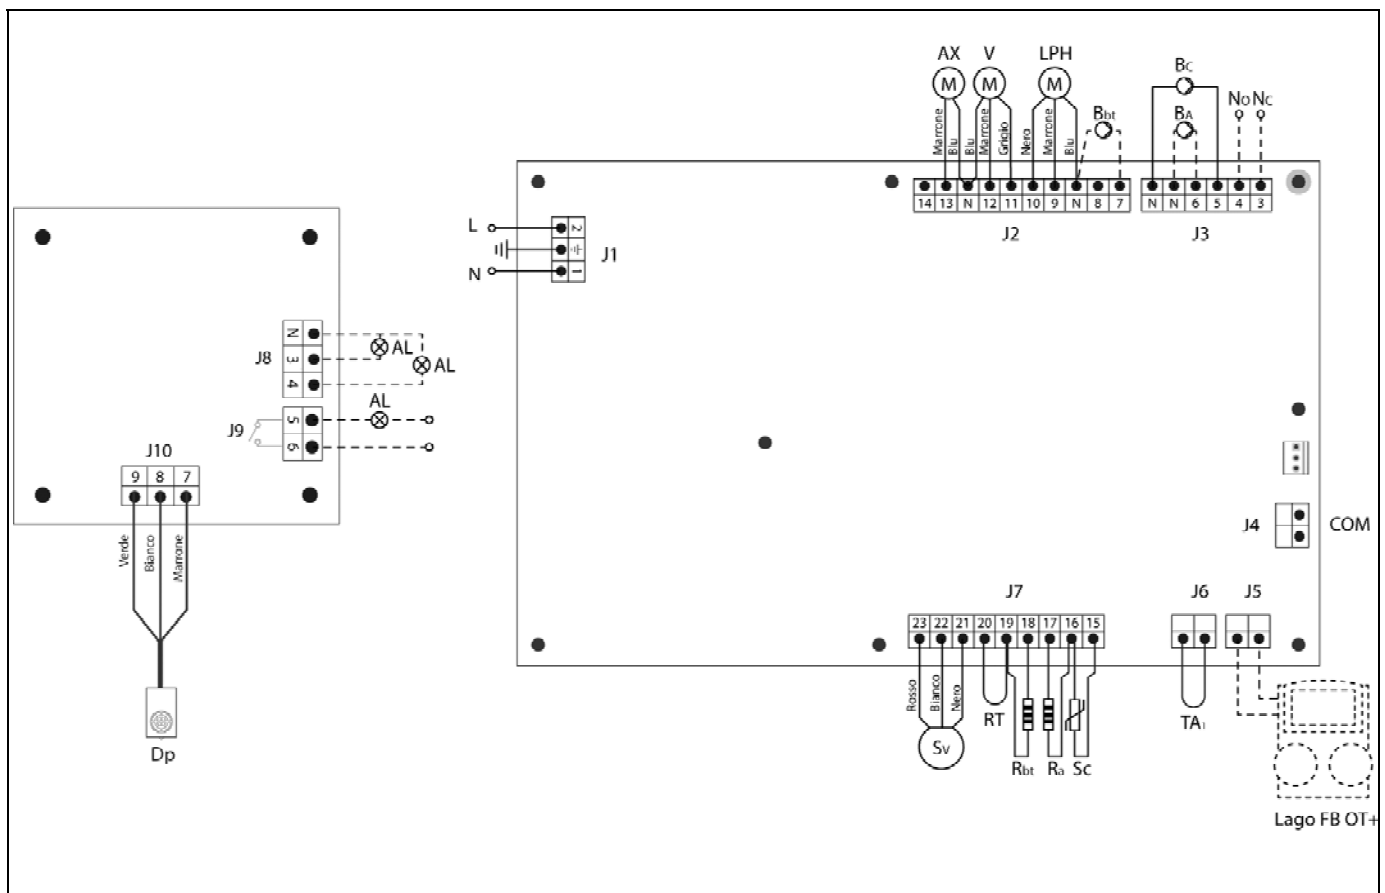 AX V LPH
M M M
Bc
Bbt BA No Nc
Marrone Blu Blu Marrone Grigio Nero Marrone Blu
14 13 N 12 11 10 9 N 8 7
N N 6 5 4 3
J2 J3
L 2
J1
N 1
J8
N
3 AL
4 AL
AL
J9
5
6
J10
9 8 7
Verde Bianco Marrone
Dp
J4 COM
J7 J6 J5
23 22 21 20 19 18 17 16 15
Rosso Bianco Nero
Sv RT Rbt Ra Sc TA1
Lago FB OT+